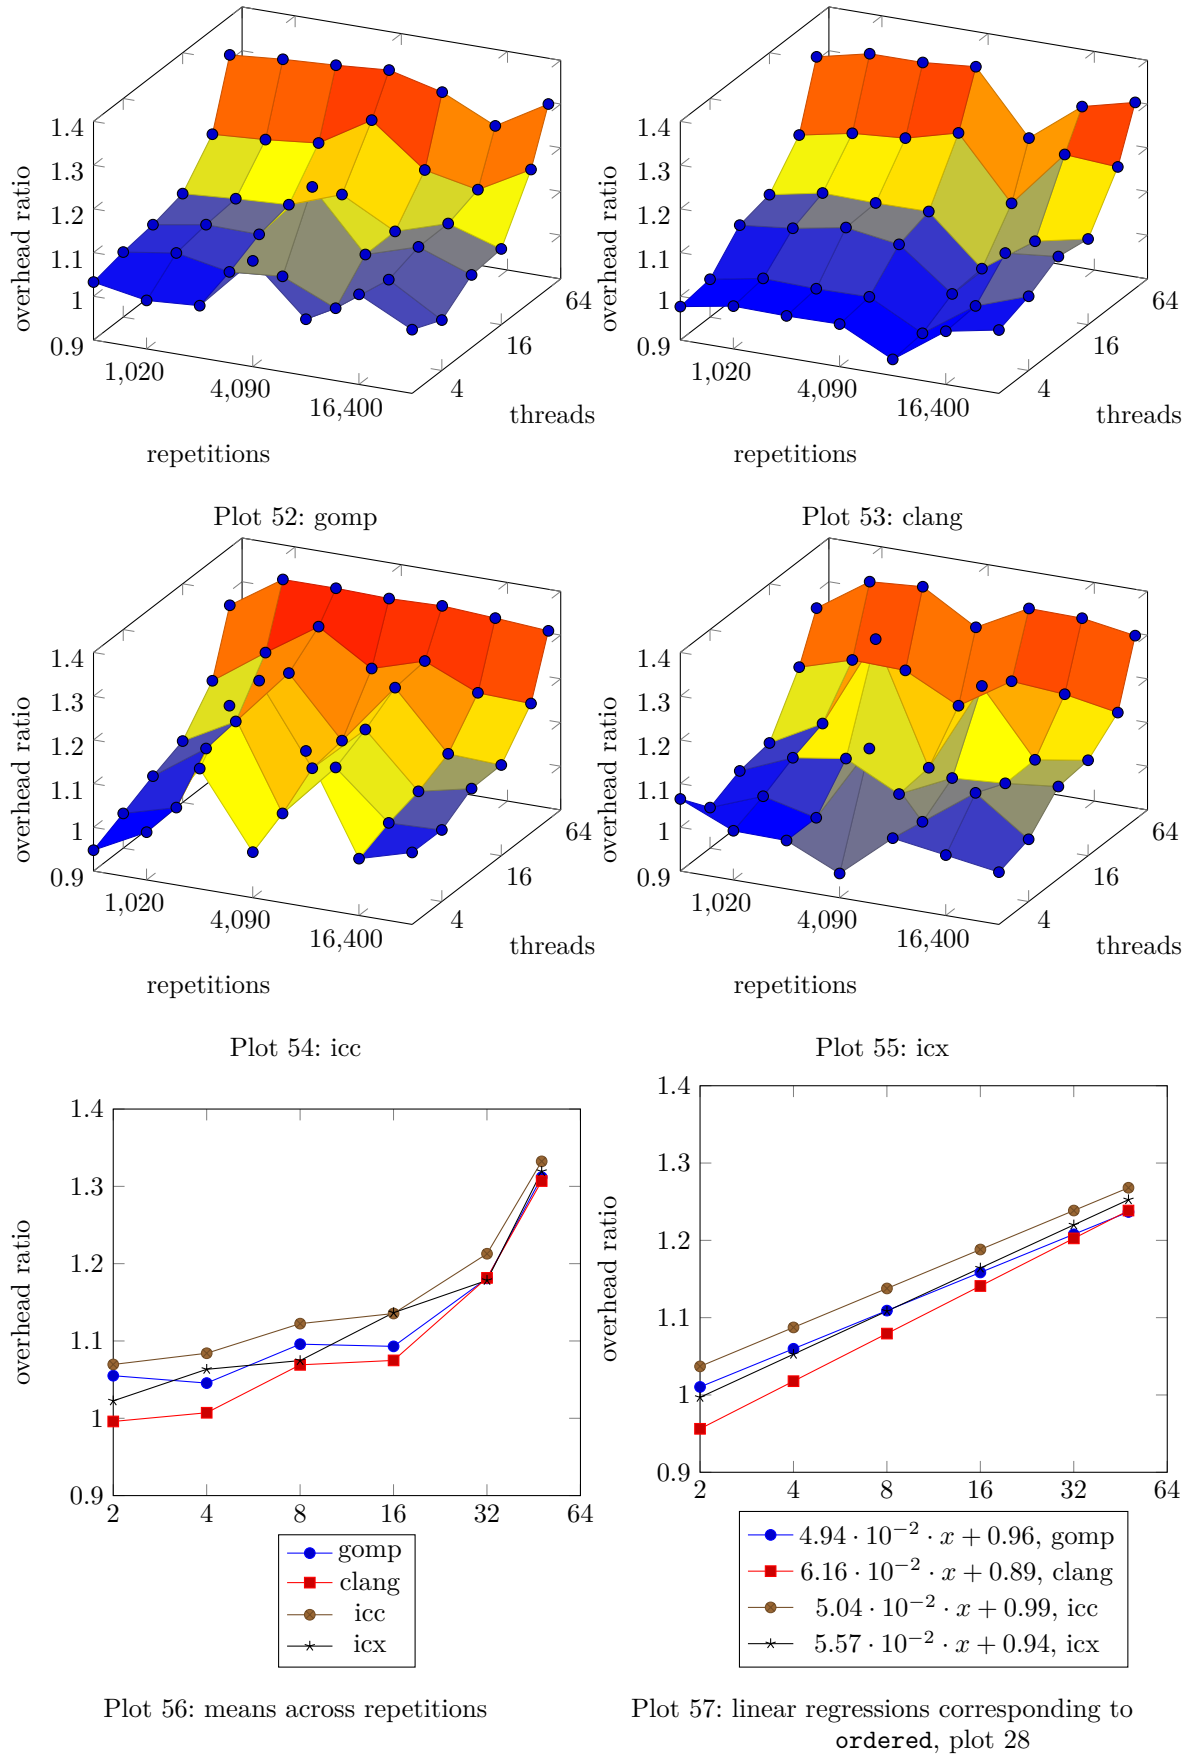 1.4
1.3
1.2
1.1
1
0.9
overhead ratio
1,020
4,090
16,400
4
16
64
threads
repetitions
Plot 52: gomp
1.4
1.3
1.2
1.1
1
0.9
overhead ratio
1,020
4,090
16,400
4
16
64
threads
repetitions
Plot 53: clang
1.4
1.3
1.2
1.1
1
0.9
overhead ratio
1,020
4,090
16,400
4
16
64
threads
repetitions
Plot 54: icc
1.4
1.3
1.2
1.1
1
0.9
overhead ratio
1,020
4,090
16,400
4
16
64
threads
repetitions
Plot 55: icx
1.4
1.3
1.2
1.1
1
0.9
overhead ratio
2 4 8 16 32 64
gomp
clang
icc
icx
Plot 56: means across repetitions
1.4
1.3
1.2
1.1
1
0.9
overhead ratio
2 4 8 16 32 64
4.94 · 10⁻² · x + 0.96, gomp
6.16 · 10⁻² · x + 0.89, clang
5.04 · 10⁻² · x + 0.99, icc
5.57 · 10⁻² · x + 0.94, icx
Plot 57: linear regressions corresponding to
ordered, plot 28